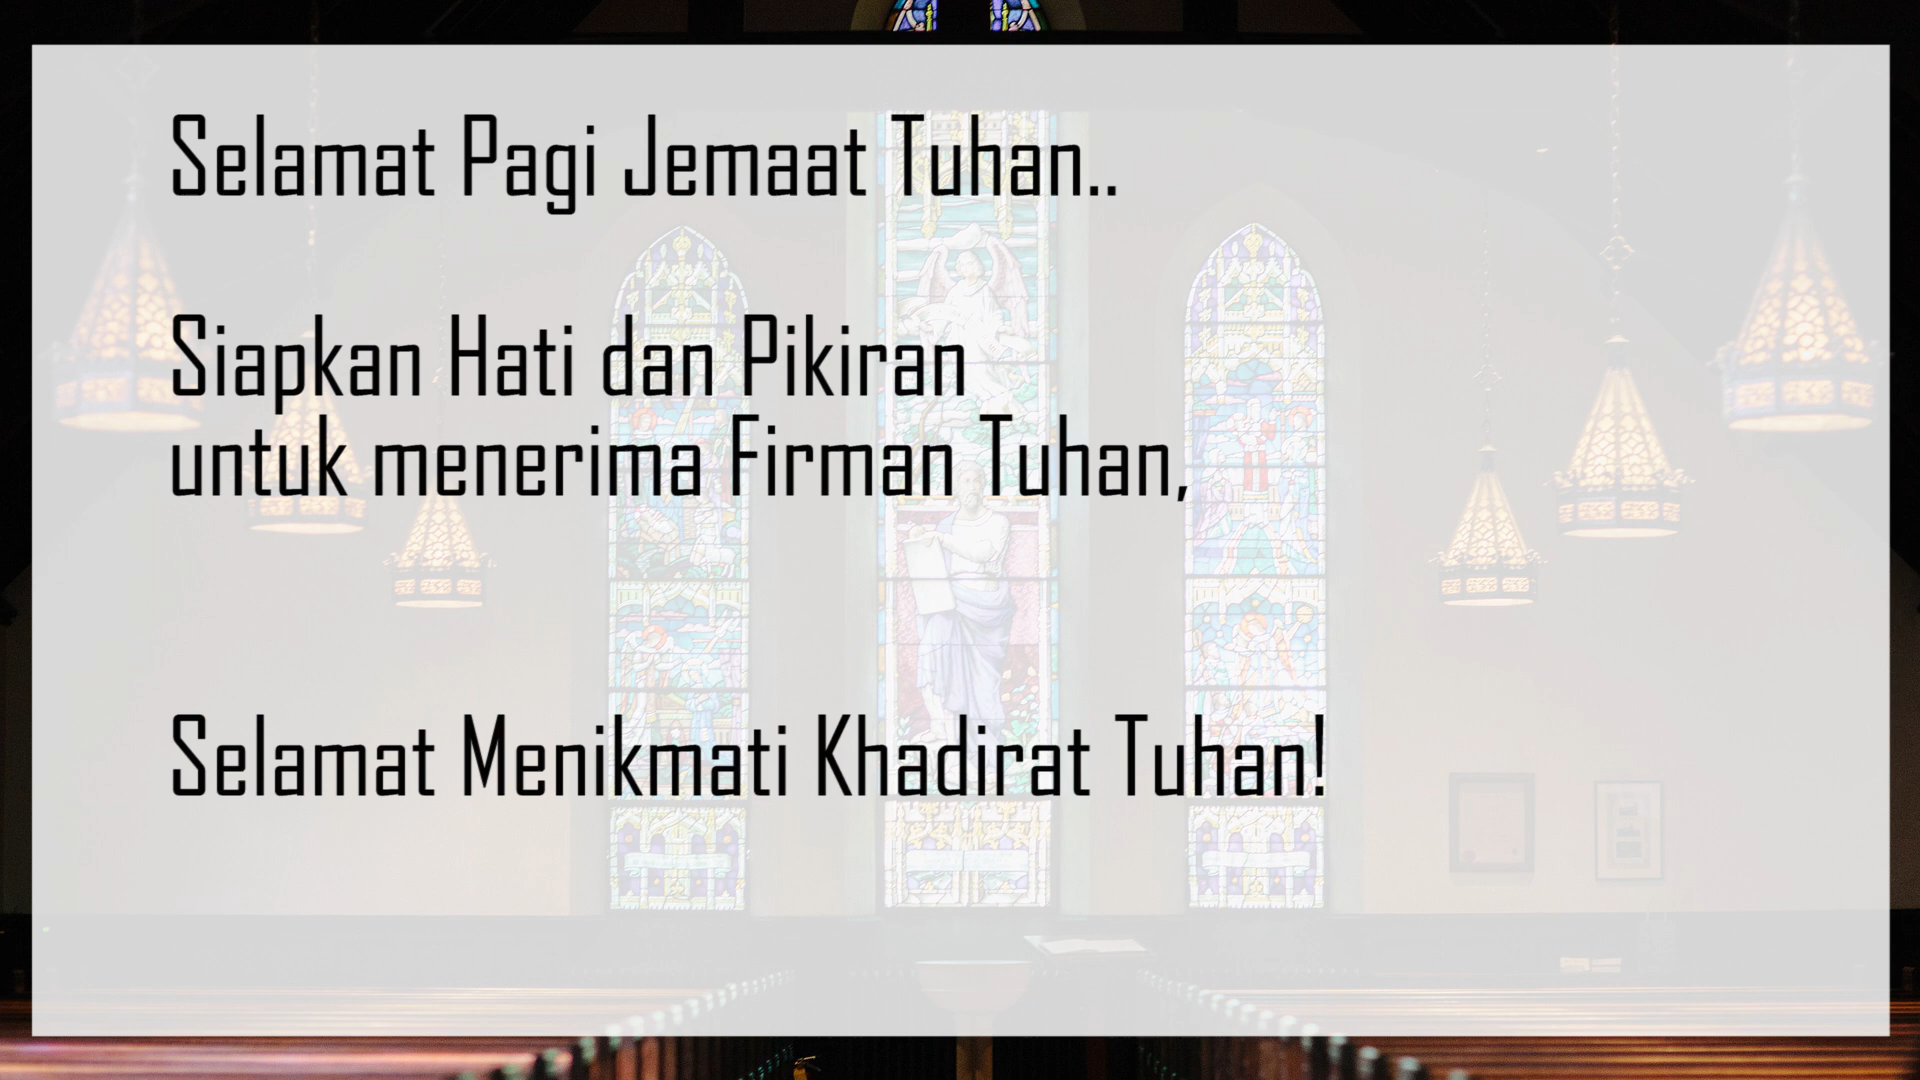 Selamat Pagi Jemaat Tuhan..
Siapkan Hati dan Pikiran
untuk menerima Firman Tuhan,
Selamat Menikmati Khadirat Tuhan!